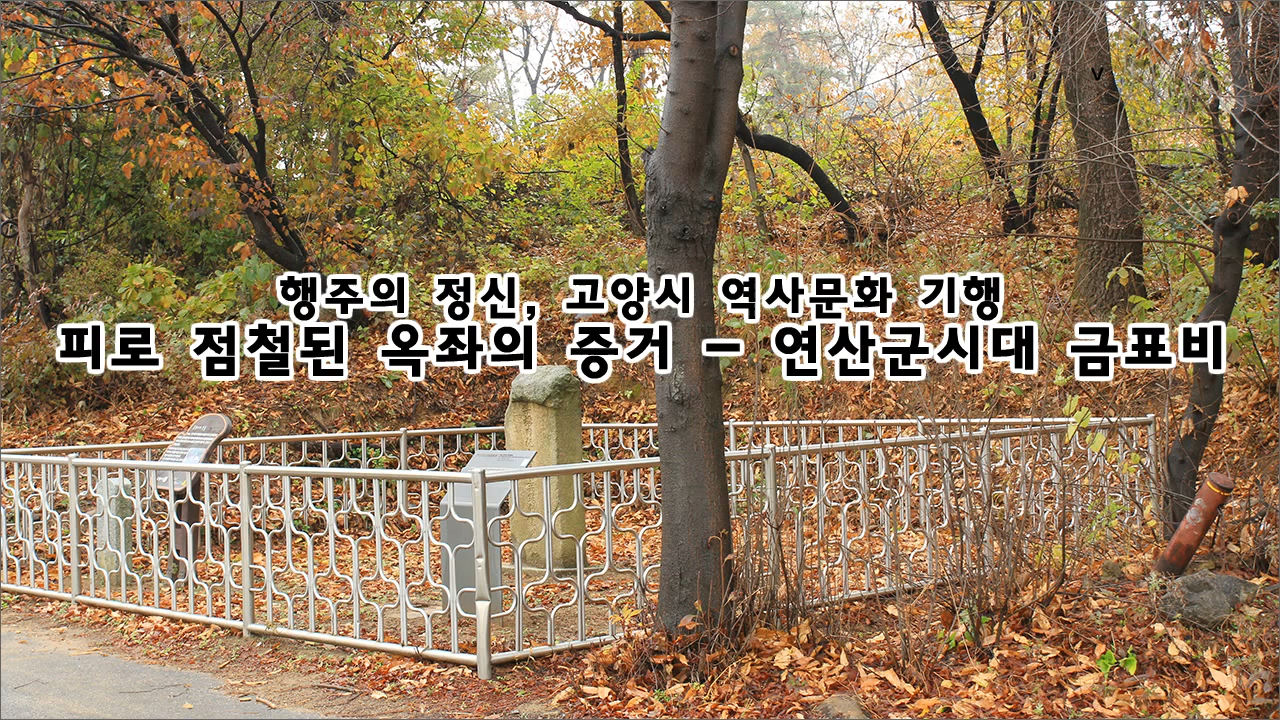 행주의 정신, 고양시 역사문화 기행
피로 점철된 옥좌의 증거 - 연산군시대 금표비